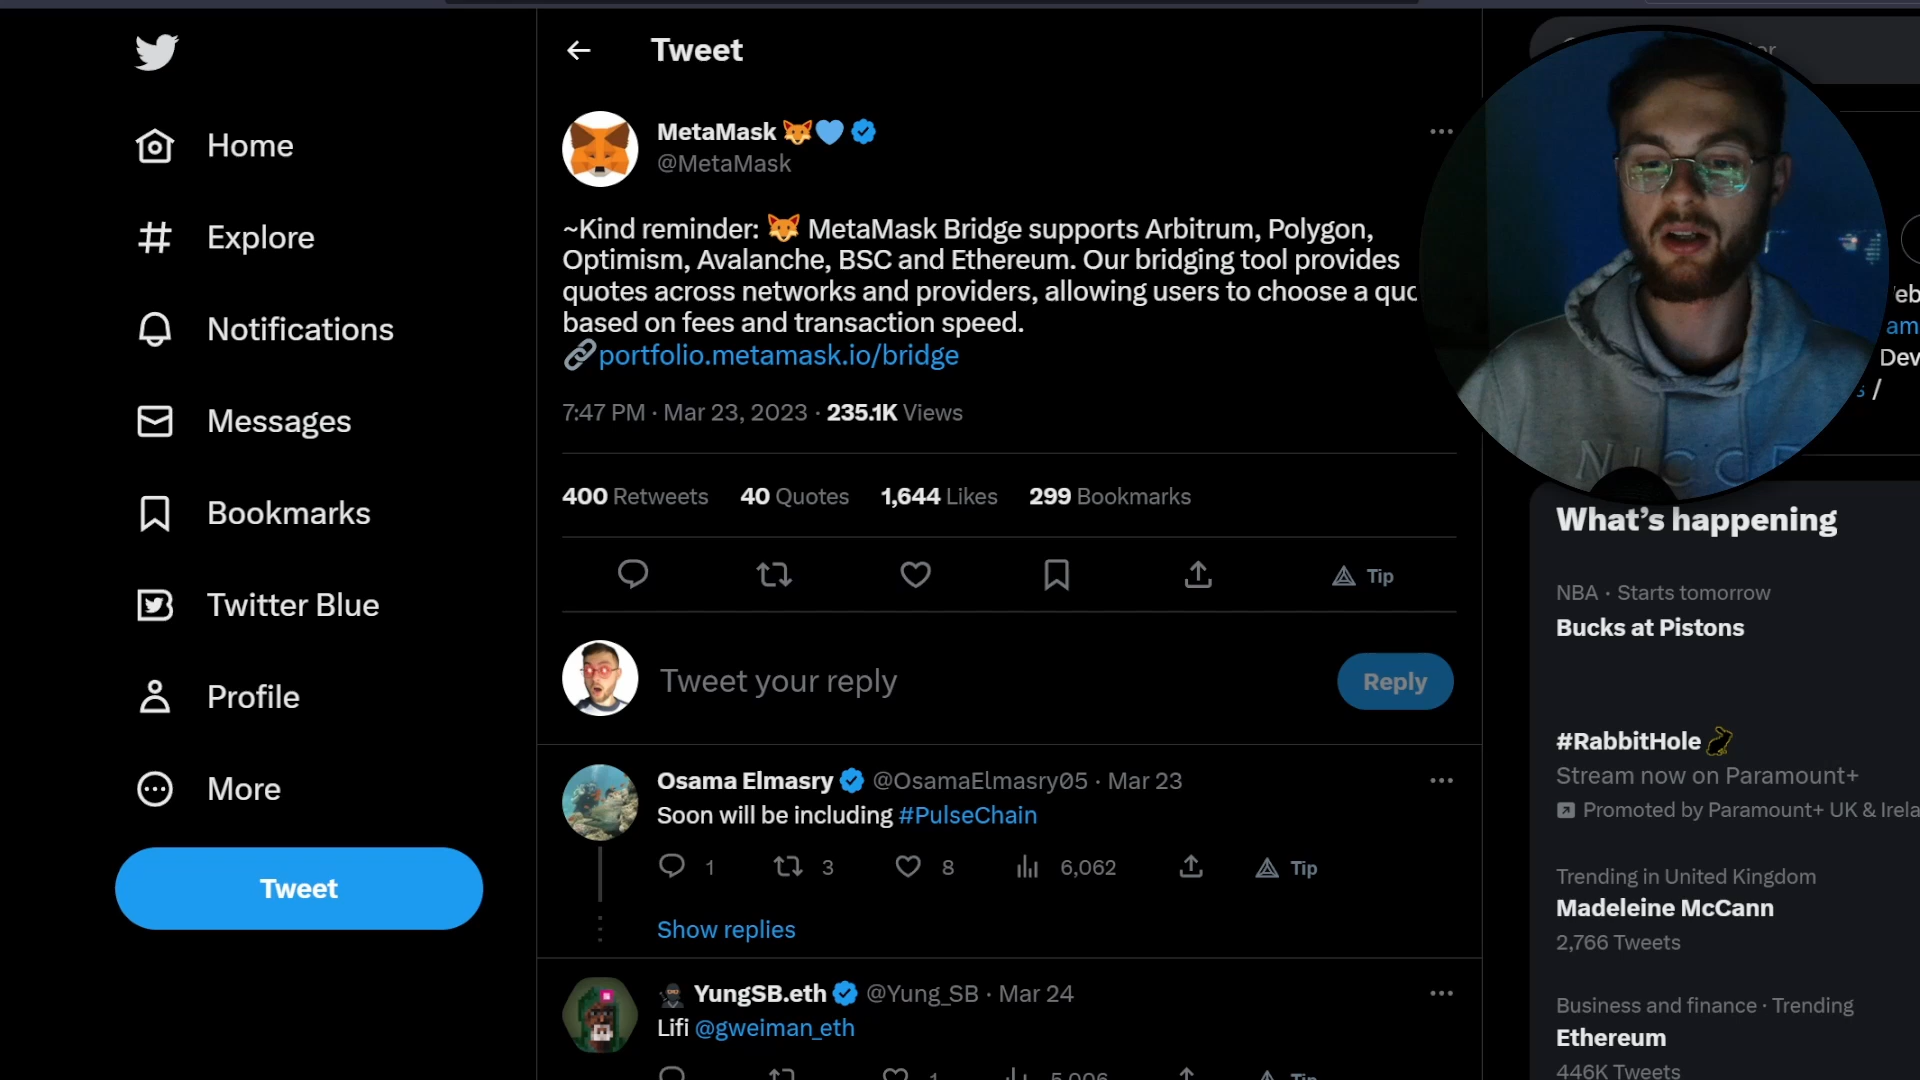 Tweet
Home
Explore
Notifications
Messages
Bookmarks
Twitter Blue
Profile
More
Tweet
MetaMask 🦊💙
@MetaMask
~Kind reminder: 🦊 MetaMask Bridge supports Arbitrum, Polygon,
Optimism, Avalanche, BSC and Ethereum. Our bridging tool provides
quotes across networks and providers, allowing users to choose a quo
based on fees and transaction speed.
🔗portfolio.metamask.io/bridge
7:47 PM · Mar 23, 2023 · 235.1K Views
400 Retweets 40 Quotes 1,644 Likes 299 Bookmarks
Tip
Tweet your reply
Reply
Osama Elmasry @OsamaElmasry05 · Mar 23
Soon will be including #PulseChain
1 3 8 6,062 Tip
Show replies
🥷 YungSB.eth @Yung_SB · Mar 24
Lifi @gweiman_eth
1 5,006 Tip
NICCE
What's happening
NBA · Starts tomorrow
Bucks at Pistons
#RabbitHole
Stream now on Paramount+
Promoted by Paramount+ UK & Irela
Trending in United Kingdom
Madeleine McCann
2,766 Tweets
Business and finance · Trending
Ethereum
446K Tweets